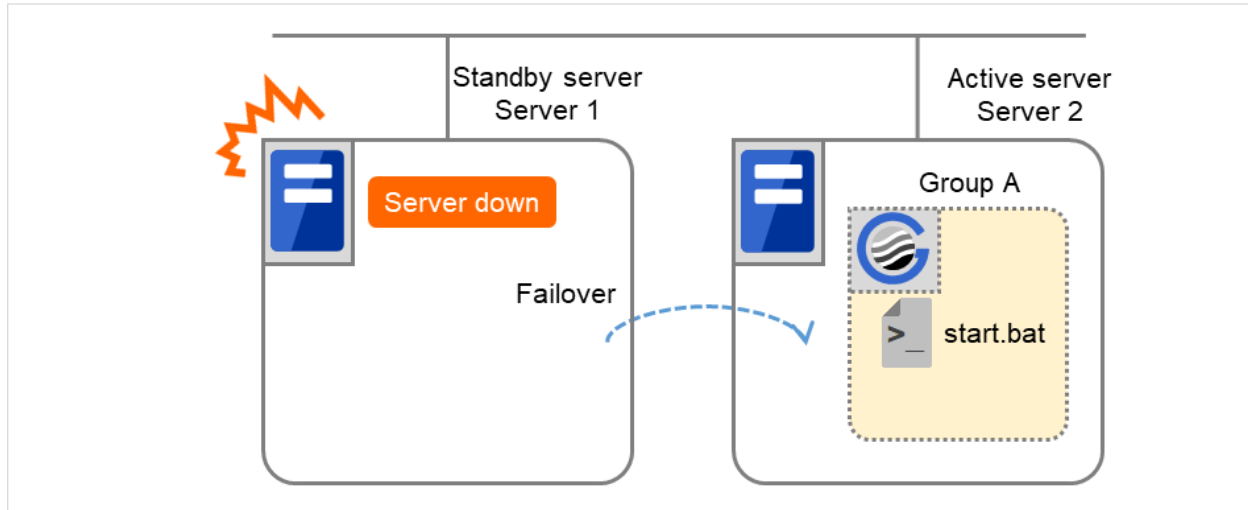 Standby server
Server 1
Active server
Server 2
Server down
Group A
Failover
>_ start.bat